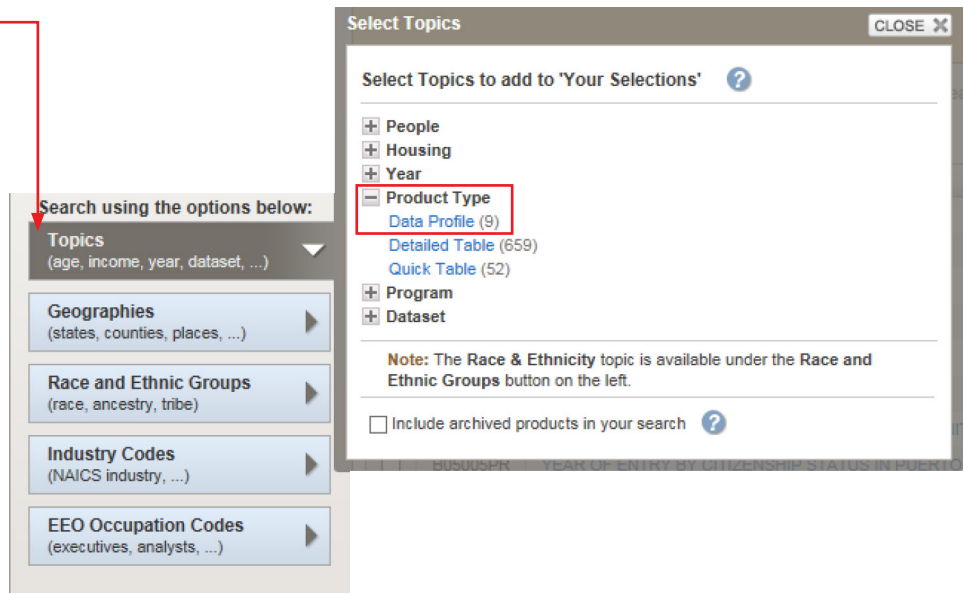 Select Topics
CLOSE X
Select Topics to add to 'Your Selections' ?
+ People
+ Housing
+ Year
− Product Type
Data Profile (9)
Detailed Table (659)
Quick Table (52)
+ Program
+ Dataset
Note: The Race & Ethnicity topic is available under the Race and
Ethnic Groups button on the left.
Include archived products in your search ?
B05005PR YEAR OF ENTRY BY CITIZENSHIP STATUS IN PUERTO
Search using the options below:
Topics
(age, income, year, dataset, ...)
Geographies
(states, counties, places, ...)
Race and Ethnic Groups
(race, ancestry, tribe)
Industry Codes
(NAICS industry, ...)
EEO Occupation Codes
(executives, analysts, ...)